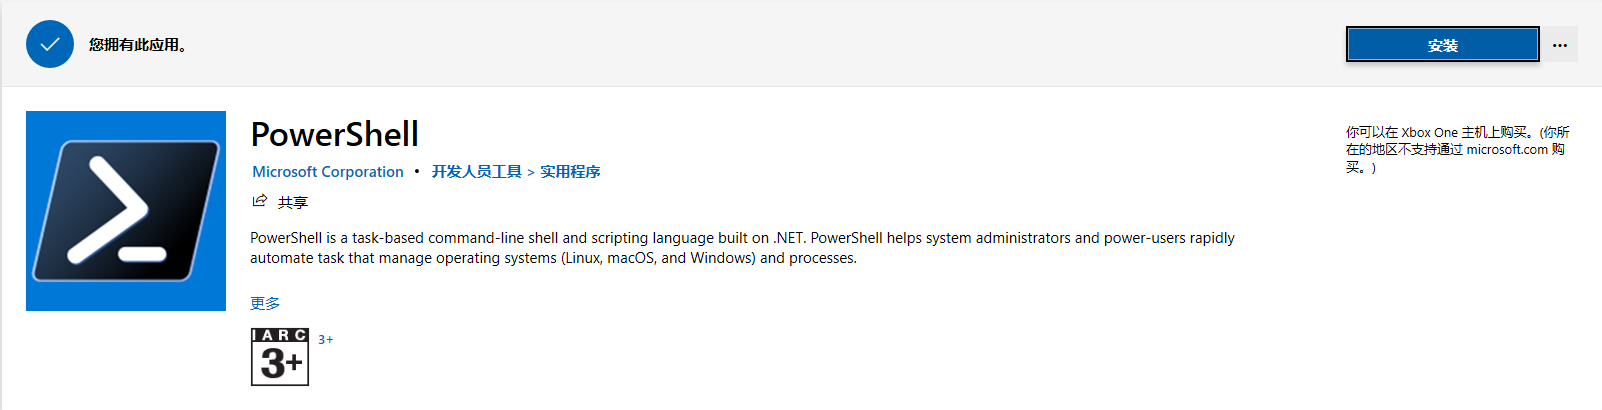 您拥有此应用。
安装
...
PowerShell
Microsoft Corporation • 开发人员工具 > 实用程序
共享
PowerShell is a task-based command-line shell and scripting language built on .NET. PowerShell helps system administrators and power-users rapidly
automate task that manage operating systems (Linux, macOS, and Windows) and processes.
更多
IARC
3+
3+
你可以在 Xbox One 主机上购买。(你所
在的地区不支持通过 microsoft.com 购
买。)